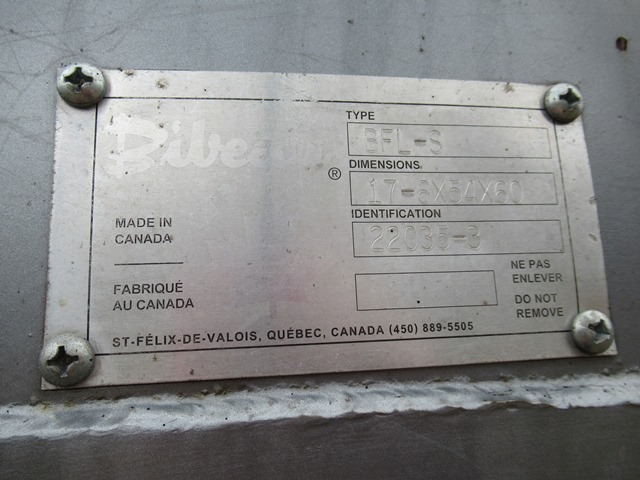 TYPE
BFL-S
®
DIMENSIONS
17-6X54X60
IDENTIFICATION
22035-3
MADE IN
CANADA
FABRIQUÉ
AU CANADA
NE PAS
ENLEVER
DO NOT
REMOVE
ST-FÉLIX-DE-VALOIS, QUÉBEC, CANADA (450) 889-5505